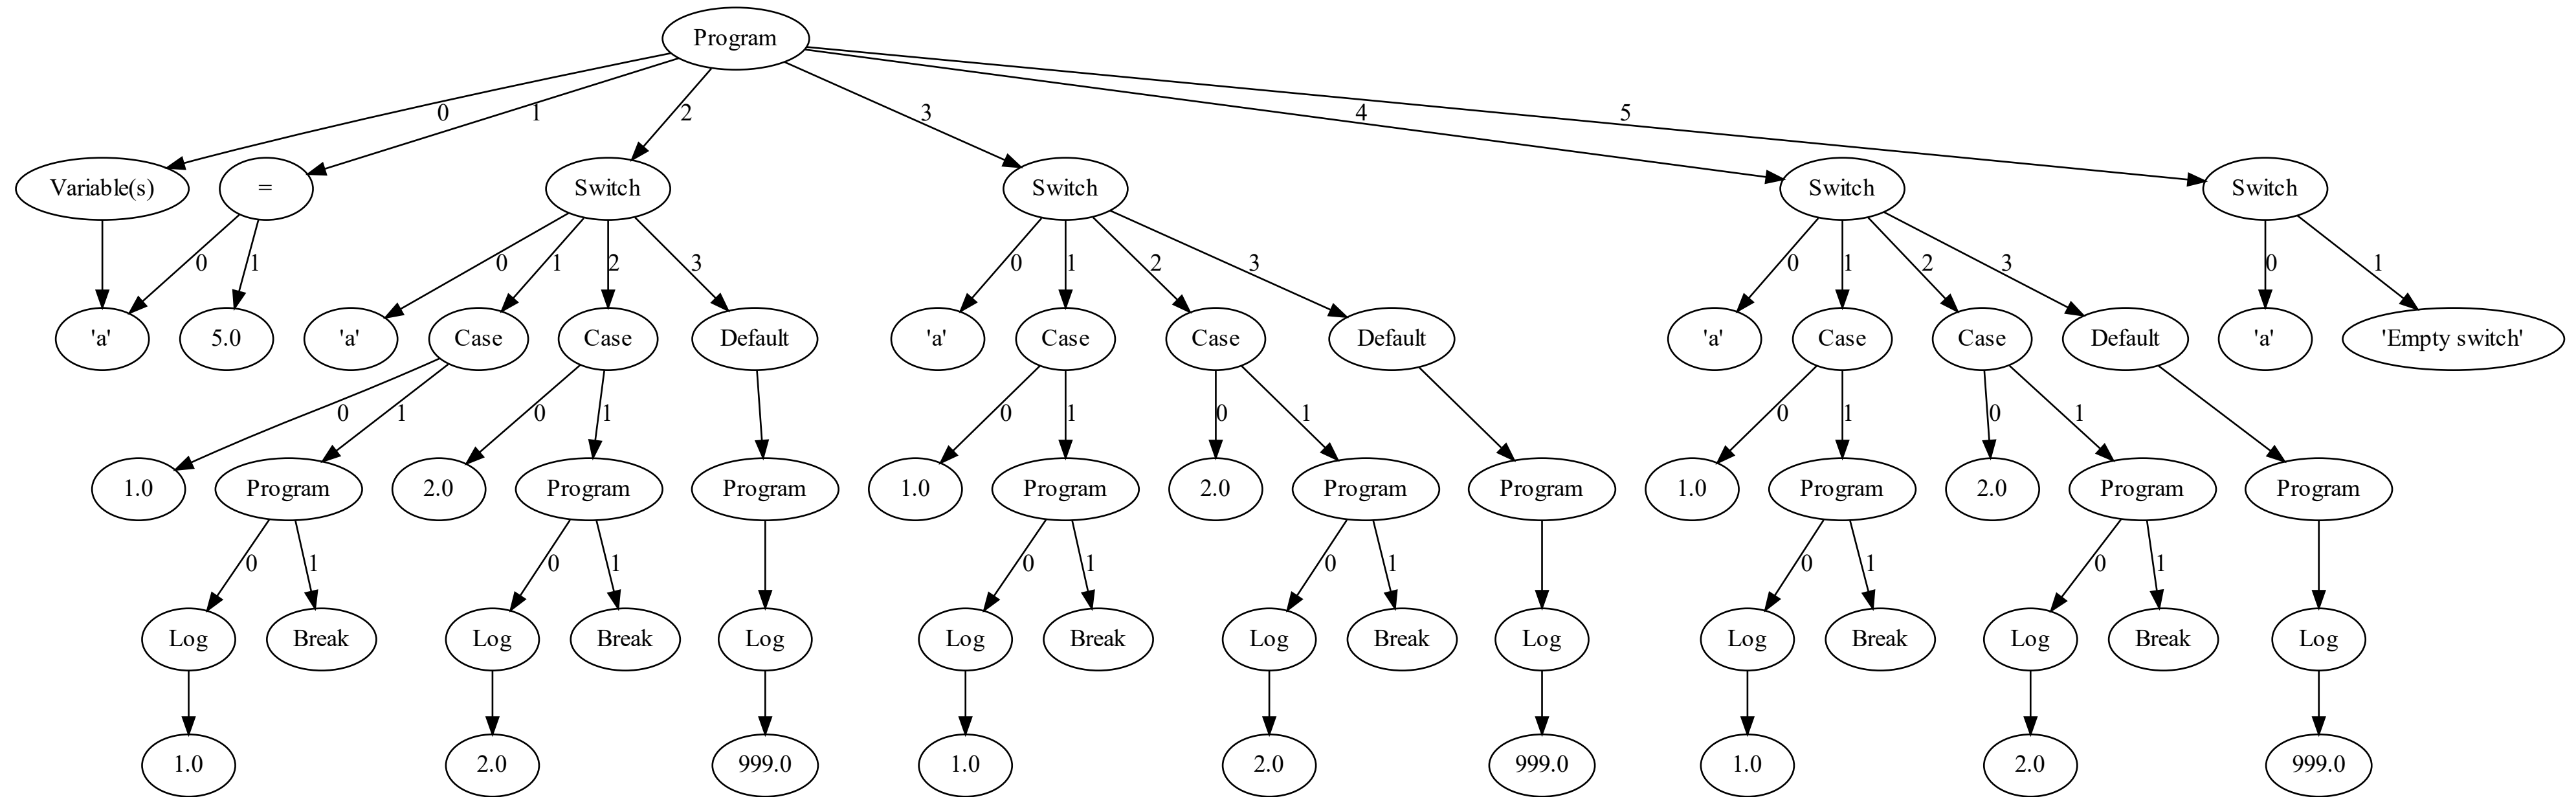 Program
0
1
2
3
4
5
Variable(s)
=
Switch
Switch
Switch
Switch
0
1
0
1
2
3
0
1
2
3
0
1
2
3
0
1
'a'
5.0
'a'
Case
Case
Default
'a'
Case
Case
Default
'a'
Case
Case
Default
'a'
'Empty switch'
0
1
0
1
0
1
0
1
0
1
0
1
1.0
Program
2.0
Program
Program
1.0
Program
2.0
Program
Program
1.0
Program
2.0
Program
Program
0
1
0
1
0
1
0
1
0
1
0
1
Log
Break
Log
Break
Log
Log
Break
Log
Break
Log
Log
Break
Log
Break
Log
1.0
2.0
999.0
1.0
2.0
999.0
1.0
2.0
999.0